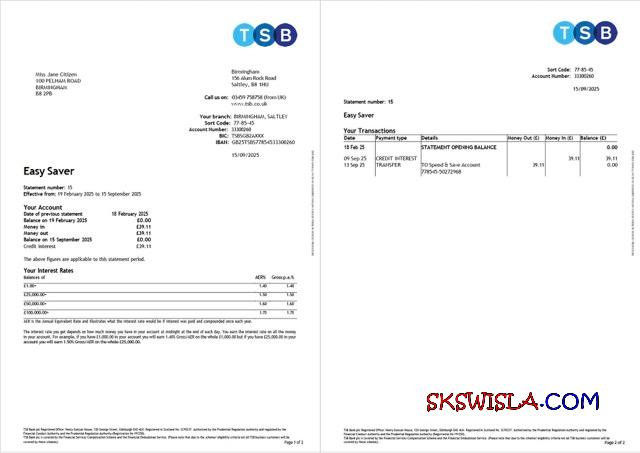 TSB
Miss Jane Citizen
100 PELHAM ROAD
BIRMINGHAM
B8 2PB
Birmingham
156 Alum Rock Road
Saltley, B8 1HU
Call us on: 03459 758758 (from UK)
www.tsb.co.uk
Your branch: BIRMINGHAM, SALTLEY
Sort Code: 77-85-45
Account Number: 33300260
BIC: TSBSGB2AXXX
IBAN: GB25TSBS77854533300260
15/09/2025
Easy Saver
Statement number: 15
Effective from: 19 February 2025 to 15 September 2025
Your Account
Date of previous statement 18 February 2025
Balance on 19 February 2025 £0.00
Money in £39.11
Money out £39.11
Balance on 15 September 2025 £0.00
Credit interest £39.11
The above figures are applicable to this statement period.
Your Interest Rates
Balances of AER% Gross p.a.%
£1.00+ 1.40 1.40
£25,000.00+ 1.50 1.50
£50,000.00+ 1.60 1.60
£100,000.00+ 1.70 1.70
AER is the Annual Equivalent Rate and illustrates what the interest rate would be if interest was paid and compounded once each year.
The interest rate you get depends on how much money you have in your account at midnight at the end of each day. You earn the interest rate on all the money
in your account. For example, if you have £1,000.00 in your account you will earn 1.40% Gross/AER on the whole £1,000.00 but if you have £25,000.00 in your
account you will earn 1.50% Gross/AER on the whole £25,000.00.
Page 1 of 2
TSB
Sort Code: 77-85-45
Account Number: 33300260
15/09/2025
Statement number: 15
Easy Saver
Your Transactions
Date Payment type Details Money Out (£) Money In (£) Balance (£)
18 Feb 25 STATEMENT OPENING BALANCE 0.00
09 Sep 25 CREDIT INTEREST 39.11 39.11
13 Sep 25 TRANSFER TO Spend & Save Account 39.11 0.00
778545-50272968
SKSWISLA.COM
Page 2 of 2